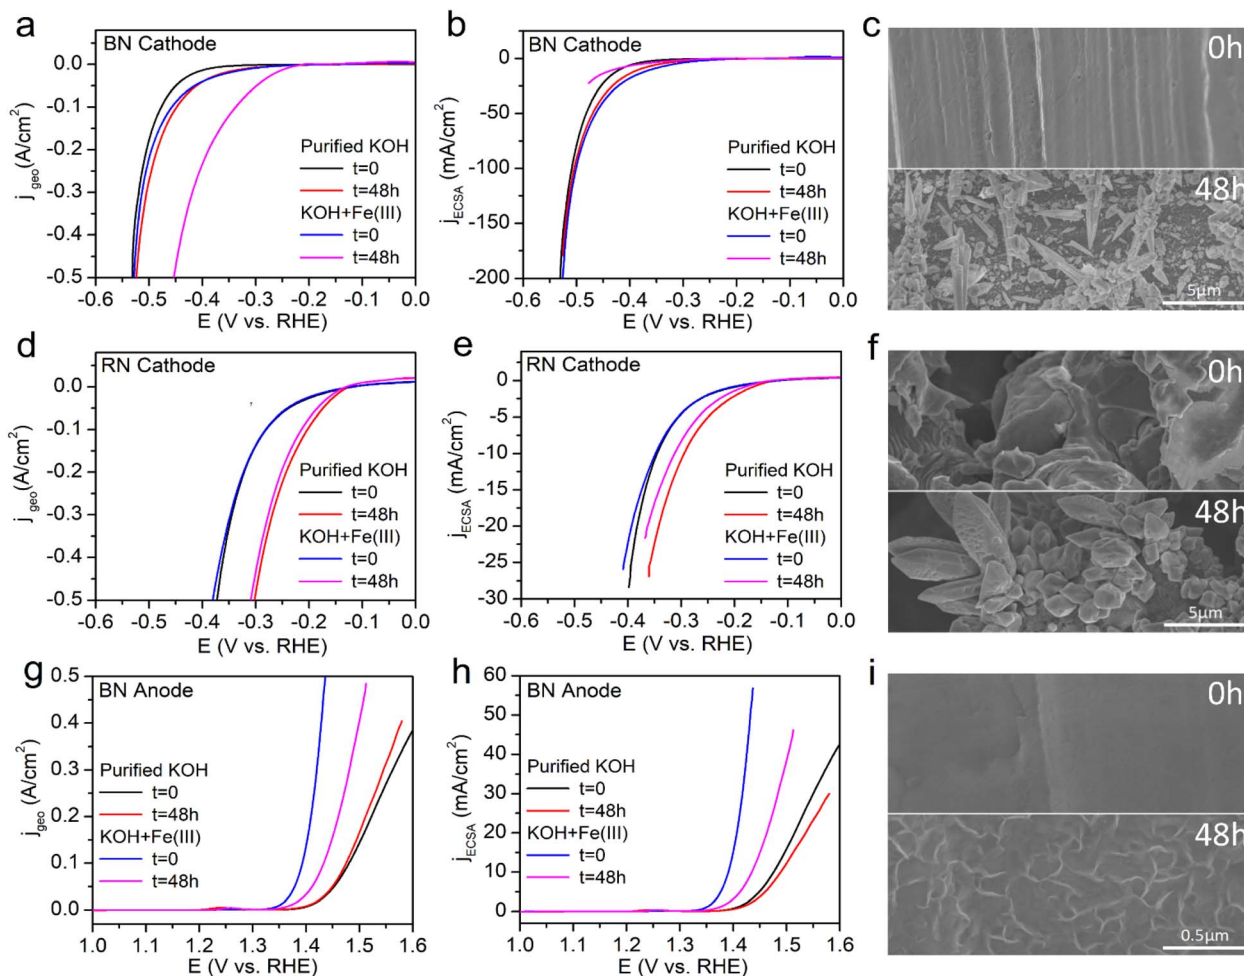 a
BN Cathode
0.0
-0.1
-0.2
-0.3
-0.4
-0.5
j_geo (A/cm²)
Purified KOH
t=0
t=48h
KOH+Fe(III)
t=0
t=48h
-0.6 -0.5 -0.4 -0.3 -0.2 -0.1 0.0
E (V vs. RHE)
b
BN Cathode
0
-50
-100
-150
-200
j_ECSA (mA/cm²)
Purified KOH
t=0
t=48h
KOH+Fe(III)
t=0
t=48h
-0.6 -0.5 -0.4 -0.3 -0.2 -0.1 0.0
E (V vs. RHE)
c
0h
48h
5μm
d
RN Cathode
0.0
-0.1
-0.2
-0.3
-0.4
-0.5
j_geo (A/cm²)
Purified KOH
t=0
t=48h
KOH+Fe(III)
t=0
t=48h
-0.6 -0.5 -0.4 -0.3 -0.2 -0.1 0.0
E (V vs. RHE)
e
RN Cathode
0
-5
-10
-15
-20
-25
-30
j_ECSA (mA/cm²)
Purified KOH
t=0
t=48h
KOH+Fe(III)
t=0
t=48h
-0.6 -0.5 -0.4 -0.3 -0.2 -0.1 0.0
E (V vs. RHE)
f
0h
48h
5μm
g
BN Anode
0.5
0.4
0.3
0.2
0.1
0.0
j_geo (A/cm²)
Purified KOH
t=0
t=48h
KOH+Fe(III)
t=0
t=48h
1.0 1.1 1.2 1.3 1.4 1.5 1.6
E (V vs. RHE)
h
BN Anode
60
55
50
45
40
35
30
25
20
15
10
5
0
j_ECSA (mA/cm²)
Purified KOH
t=0
t=48h
KOH+Fe(III)
t=0
t=48h
1.0 1.1 1.2 1.3 1.4 1.5 1.6
E (V vs. RHE)
i
0h
48h
0.5μm